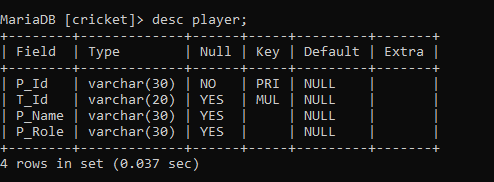 MariaDB [cricket]> desc player;
+--------+-------------+------+-----+---------+-------+
| Field  | Type        | Null | Key | Default | Extra |
+--------+-------------+------+-----+---------+-------+
| P_Id   | varchar(30) | NO   | PRI | NULL    |       |
| T_Id   | varchar(20) | YES  | MUL | NULL    |       |
| P_Name | varchar(30) | YES  |     | NULL    |       |
| P_Role | varchar(30) | YES  |     | NULL    |       |
+--------+-------------+------+-----+---------+-------+
4 rows in set (0.037 sec)